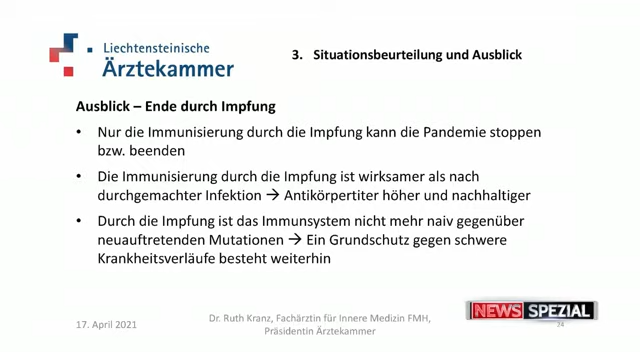 Liechtensteinische
Ärztekammer
3. Situationsbeurteilung und Ausblick
Ausblick – Ende durch Impfung
• Nur die Immunisierung durch die Impfung kann die Pandemie stoppen
bzw. beenden
• Die Immunisierung durch die Impfung ist wirksamer als nach
durchgemachter Infektion → Antikörpertiter höher und nachhaltiger
• Durch die Impfung ist das Immunsystem nicht mehr naiv gegenüber
neuauftretenden Mutationen → Ein Grundschutz gegen schwere
Krankheitsverläufe besteht weiterhin
17. April 2021
Dr. Ruth Kranz, Fachärztin für Innere Medizin FMH,
Präsidentin Ärztekammer
NEWS SPEZIAL
24